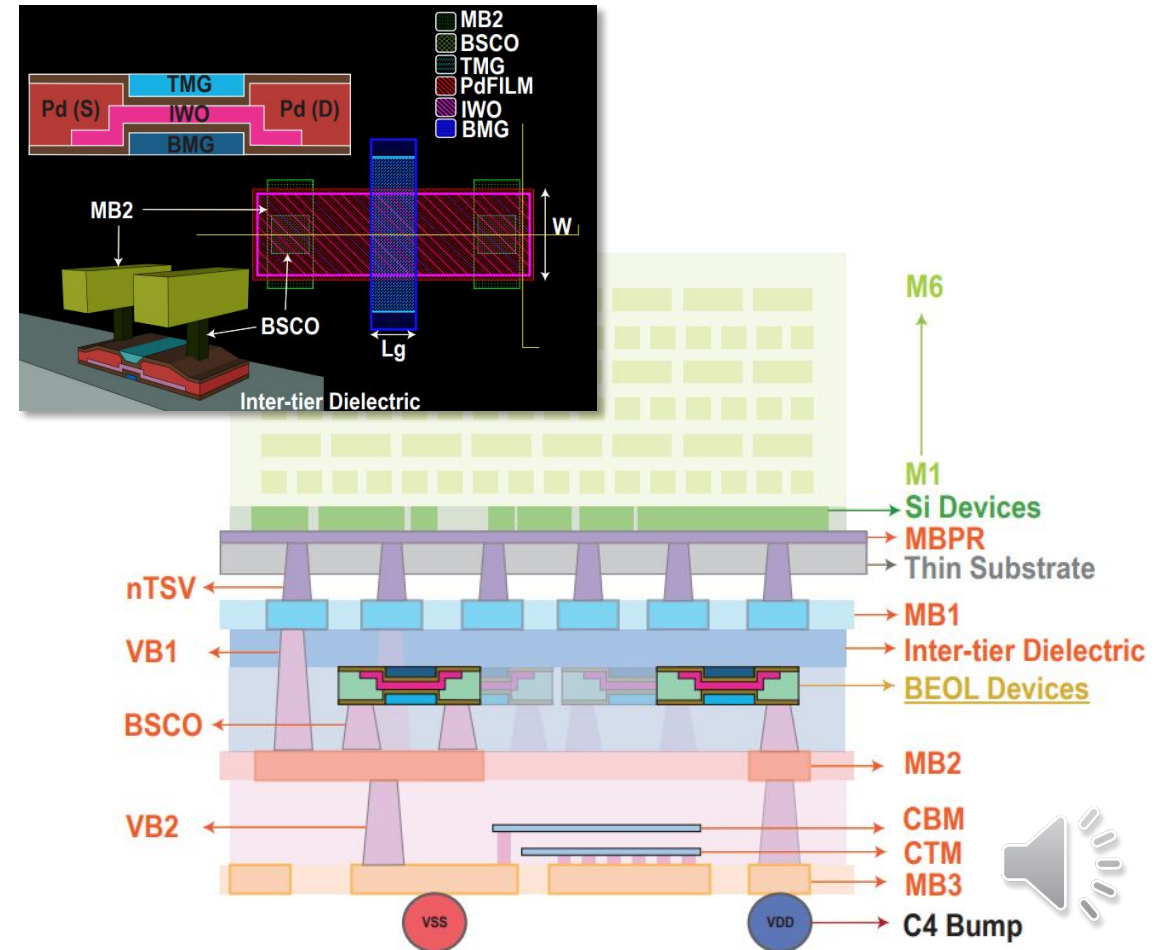 MB2
BSCO
TMG
PdFILM
IWO
BMG
TMG
Pd (S)
IWO
Pd (D)
BMG
MB2
W
BSCO
Lg
Inter-tier Dielectric
M6
M1
Si Devices
MBPR
Thin Substrate
nTSV
MB1
VB1
Inter-tier Dielectric
BEOL Devices
BSCO
MB2
VB2
CBM
CTM
MB3
VSS
VDD
C4 Bump